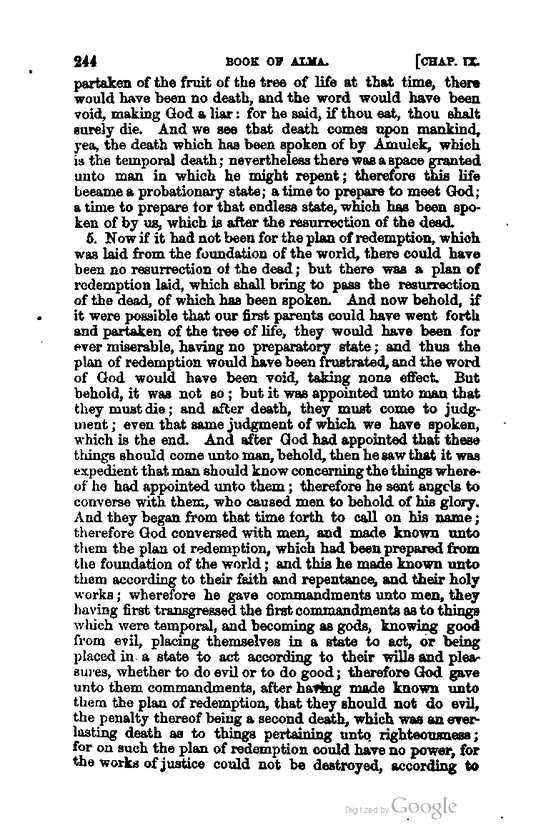 244 BOOK OF ALMA. [CHAP. IX.
partaken of the fruit of the tree of life at that time, there
would have been no death, and the word would have been
void, making God a liar: for he said, if thou eat, thou shalt
surely die. And we see that death comes upon mankind,
yea, the death which has been spoken of by Amulek, which
is the temporal death; nevertheless there was a space granted
unto man in which he might repent; therefore this life
became a probationary state; a time to prepare to meet God;
a time to prepare for that endless state, which has been spo-
ken of by us, which is after the resurrection of the dead.
5. Now if it had not been for the plan of redemption, which
was laid from the foundation of the world, there could have
been no resurrection of the dead; but there was a plan of
redemption laid, which shall bring to pass the resurrection
of the dead, of which has been spoken. And now behold, if
it were possible that our first parents could have went forth
and partaken of the tree of life, they would have been for
ever miserable, having no preparatory state; and thus the
plan of redemption would have been frustrated, and the word
of God would have been void, taking none effect. But
behold, it was not so; but it was appointed unto man that
they must die; and after death, they must come to judg-
ment; even that same judgment of which we have spoken,
which is the end. And after God had appointed that these
things should come unto man, behold, then he saw that it was
expedient that man should know concerning the things where-
of he had appointed unto them; therefore he sent angels to
converse with them, who caused men to behold of his glory.
And they began from that time forth to call on his name;
therefore God conversed with men, and made known unto
them the plan of redemption, which had been prepared from
the foundation of the world; and this he made known unto
them according to their faith and repentance, and their holy
works; wherefore he gave commandments unto men, they
having first transgressed the first commandments as to things
which were temporal, and becoming as gods, knowing good
from evil, placing themselves in a state to act, or being
placed in a state to act according to their wills and plea-
sures, whether to do evil or to do good; therefore God gave
unto them commandments, after having made known unto
them the plan of redemption, that they should not do evil,
the penalty thereof being a second death, which was an ever-
lasting death as to things pertaining unto righteousness;
for on such the plan of redemption could have no power, for
the works of justice could not be destroyed, according to
Digitized by Google